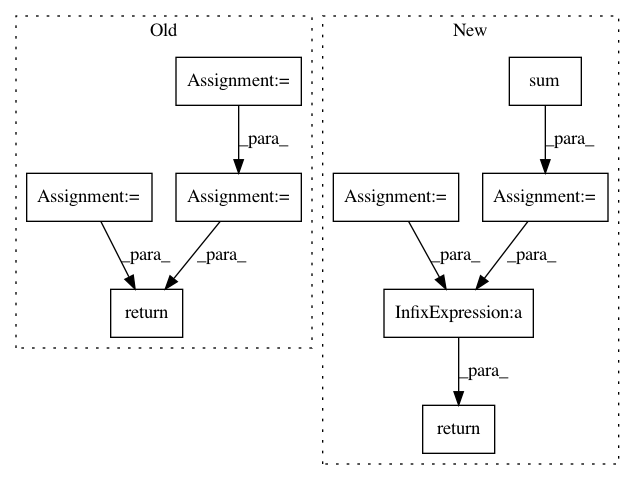 Old
New
Assignment:=
sum
_para_
_para_
Assignment:=
Assignment:=
Assignment:=
Assignment:=
_para_
_para_
_para_
_para_
return
InfixExpression:a
_para_
return